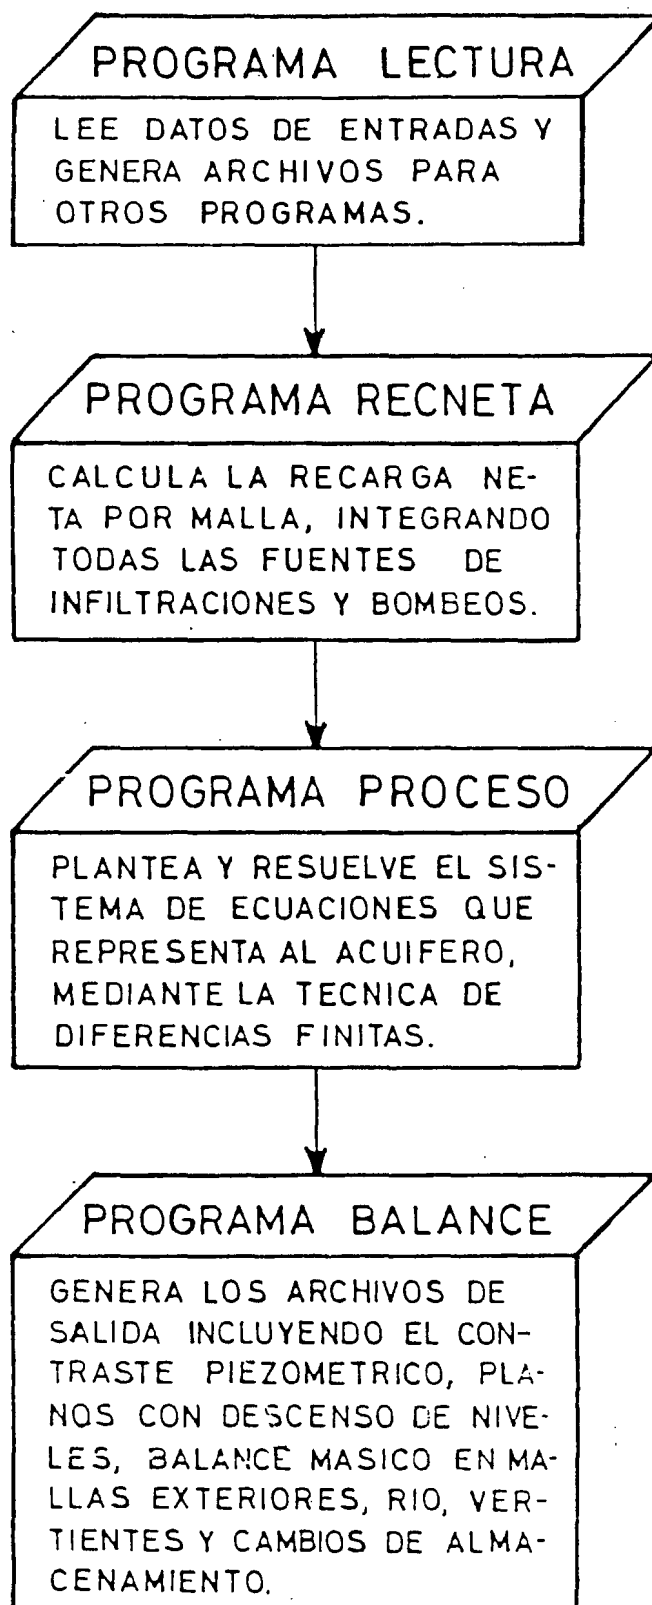 PROGRAMA LECTURA
LEE DATOS DE ENTRADAS Y
GENERA ARCHIVOS PARA
OTROS PROGRAMAS.
PROGRAMA RECNETA
CALCULA LA RECARGA NE-
TA POR MALLA, INTEGRANDO
TODAS LAS FUENTES DE
INFILTRACIONES Y BOMBEOS.
PROGRAMA PROCESO
PLANTEA Y RESUELVE EL SIS-
TEMA DE ECUACIONES QUE
REPRESENTA AL ACUIFERO,
MEDIANTE LA TECNICA DE
DIFERENCIAS FINITAS.
PROGRAMA BALANCE
GENERA LOS ARCHIVOS DE
SALIDA INCLUYENDO EL CON-
TRASTE PIEZOMETRICO, PLA-
NOS CON DESCENSO DE NIVE-
LES, BALANCE MASICO EN MA-
LLAS EXTERIORES, RIO, VER-
TIENTES Y CAMBIOS DE ALMA-
CENAMIENTO.